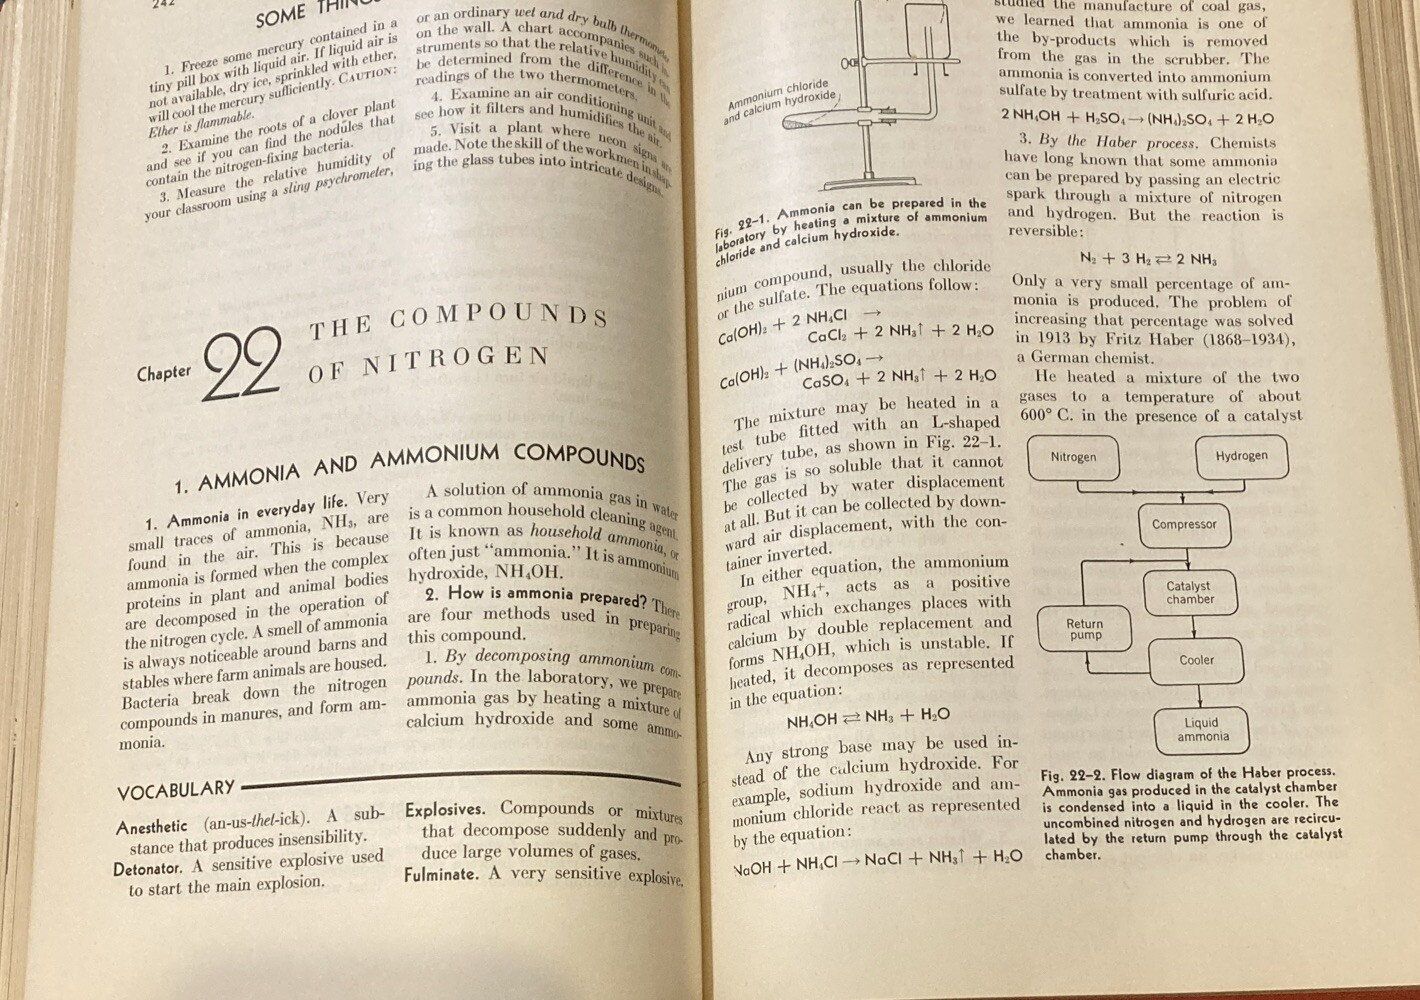 242
SOME THING
1. Freeze some mercury contained in a
tiny pill box with liquid air. If liquid air is
not available, dry ice, sprinkled with ether,
will cool the mercury sufficiently. CAUTION:
Ether is flammable.
2. Examine the roots of a clover plant
and see if you can find the nodules that
contain the nitrogen-fixing bacteria.
3. Measure the relative humidity of
your classroom using a sling psychrometer,
or an ordinary wet and dry bulb thermometer
on the wall. A chart accompanies such in-
struments so that the relative humidity can
be determined from the difference in the
readings of the two thermometers.
4. Examine an air conditioning unit and
see how it filters and humidifies the air.
5. Visit a plant where neon signs are
made. Note the skill of the workmen in shap-
ing the glass tubes into intricate designs.
Chapter 22 THE COMPOUNDS
OF NITROGEN
1. AMMONIA AND AMMONIUM COMPOUNDS
1. Ammonia in everyday life. Very
small traces of ammonia, NH₃, are
found in the air. This is because
ammonia is formed when the complex
proteins in plant and animal bodies
are decomposed in the operation of
the nitrogen cycle. A smell of ammonia
is always noticeable around barns and
stables where farm animals are housed.
Bacteria break down the nitrogen
compounds in manures, and form am-
monia.
A solution of ammonia gas in water
is a common household cleaning agent.
It is known as household ammonia, or
often just "ammonia." It is ammonium
hydroxide, NH₄OH.
2. How is ammonia prepared? There
are four methods used in preparing
this compound.
1. By decomposing ammonium com-
pounds. In the laboratory, we prepare
ammonia gas by heating a mixture of
calcium hydroxide and some ammo-
VOCABULARY
Anesthetic (an-us-thet-ick). A sub-
stance that produces insensibility.
Detonator. A sensitive explosive used
to start the main explosion.
Explosives. Compounds or mixtures
that decompose suddenly and pro-
duce large volumes of gases.
Fulminate. A very sensitive explosive.
Ammonium chloride
and calcium hydroxide
Fig. 22–1. Ammonia can be prepared in the
laboratory by heating a mixture of ammonium
chloride and calcium hydroxide.
nium compound, usually the chloride
or the sulfate. The equations follow:
Ca(OH)₂ + 2 NH₄Cl →
CaCl₂ + 2 NH₃↑ + 2 H₂O
Ca(OH)₂ + (NH₄)₂SO₄ →
CaSO₄ + 2 NH₃↑ + 2 H₂O
The mixture may be heated in a
test tube fitted with an L-shaped
delivery tube, as shown in Fig. 22–1.
The gas is so soluble that it cannot
be collected by water displacement
at all. But it can be collected by down-
ward air displacement, with the con-
tainer inverted.
In either equation, the ammonium
group, NH₄⁺, acts as a positive
radical which exchanges places with
calcium by double replacement and
forms NH₄OH, which is unstable. If
heated, it decomposes as represented
in the equation:
NH₄OH ⇄ NH₃ + H₂O
Any strong base may be used in-
stead of the calcium hydroxide. For
example, sodium hydroxide and am-
monium chloride react as represented
by the equation:
NaOH + NH₄Cl → NaCl + NH₃↑ + H₂O
studied the manufacture of coal gas,
we learned that ammonia is one of
the by-products which is removed
from the gas in the scrubber. The
ammonia is converted into ammonium
sulfate by treatment with sulfuric acid.
2 NH₄OH + H₂SO₄ → (NH₄)₂SO₄ + 2 H₂O
3. By the Haber process. Chemists
have long known that some ammonia
can be prepared by passing an electric
spark through a mixture of nitrogen
and hydrogen. But the reaction is
reversible:
N₂ + 3 H₂ ⇄ 2 NH₃
Only a very small percentage of am-
monia is produced. The problem of
increasing that percentage was solved
in 1913 by Fritz Haber (1868–1934),
a German chemist.
He heated a mixture of the two
gases to a temperature of about
600° C. in the presence of a catalyst
Nitrogen
Hydrogen
Compressor
Catalyst
chamber
Return
pump
Cooler
Liquid
ammonia
Fig. 22–2. Flow diagram of the Haber process.
Ammonia gas produced in the catalyst chamber
is condensed into a liquid in the cooler. The
uncombined nitrogen and hydrogen are recircu-
lated by the return pump through the catalyst
chamber.